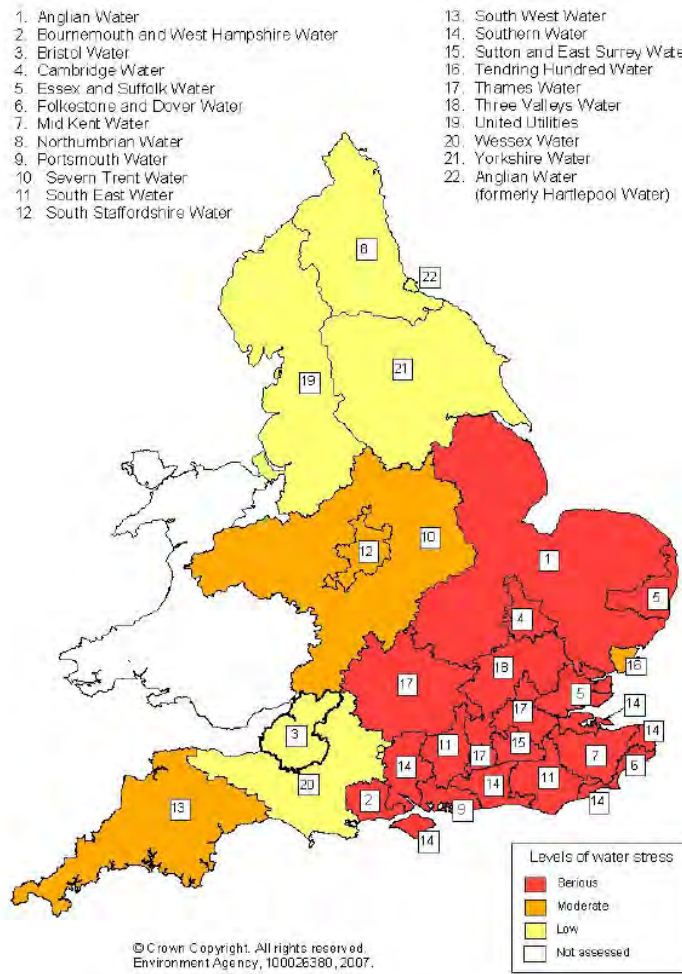 1. Anglian Water
2. Bournemouth and West Hampshire Water
3. Bristol Water
4. Cambridge Water
5. Essex and Suffolk Water
6. Folkestone and Dover Water
7. Mid Kent Water
8. Northumbrian Water
9. Portsmouth Water
10 Severn Trent Water
11 South East Water
12 South Staffordshire Water
13. South West Water
14. Southern Water
15. Sutton and East Surrey Wate
16. Tendring Hundred Water
17. Thames Water
18. Three Valleys Water
19. United Utilities
20. Wessex Water
21. Yorkshire Water
22. Anglian Water
(formerly Hartlepool Water)
8
22
19
21
12
10
1
5
4
16
18
17
5
14
17
3
14
11
15
7
6
17
14
20
14
11
2
9
14
13
14
Levels of water stress
Serious
Moderate
Low
Not assessed
© Crown Copyright. All rights reserved.
Environment Agency, 100026380, 2007.